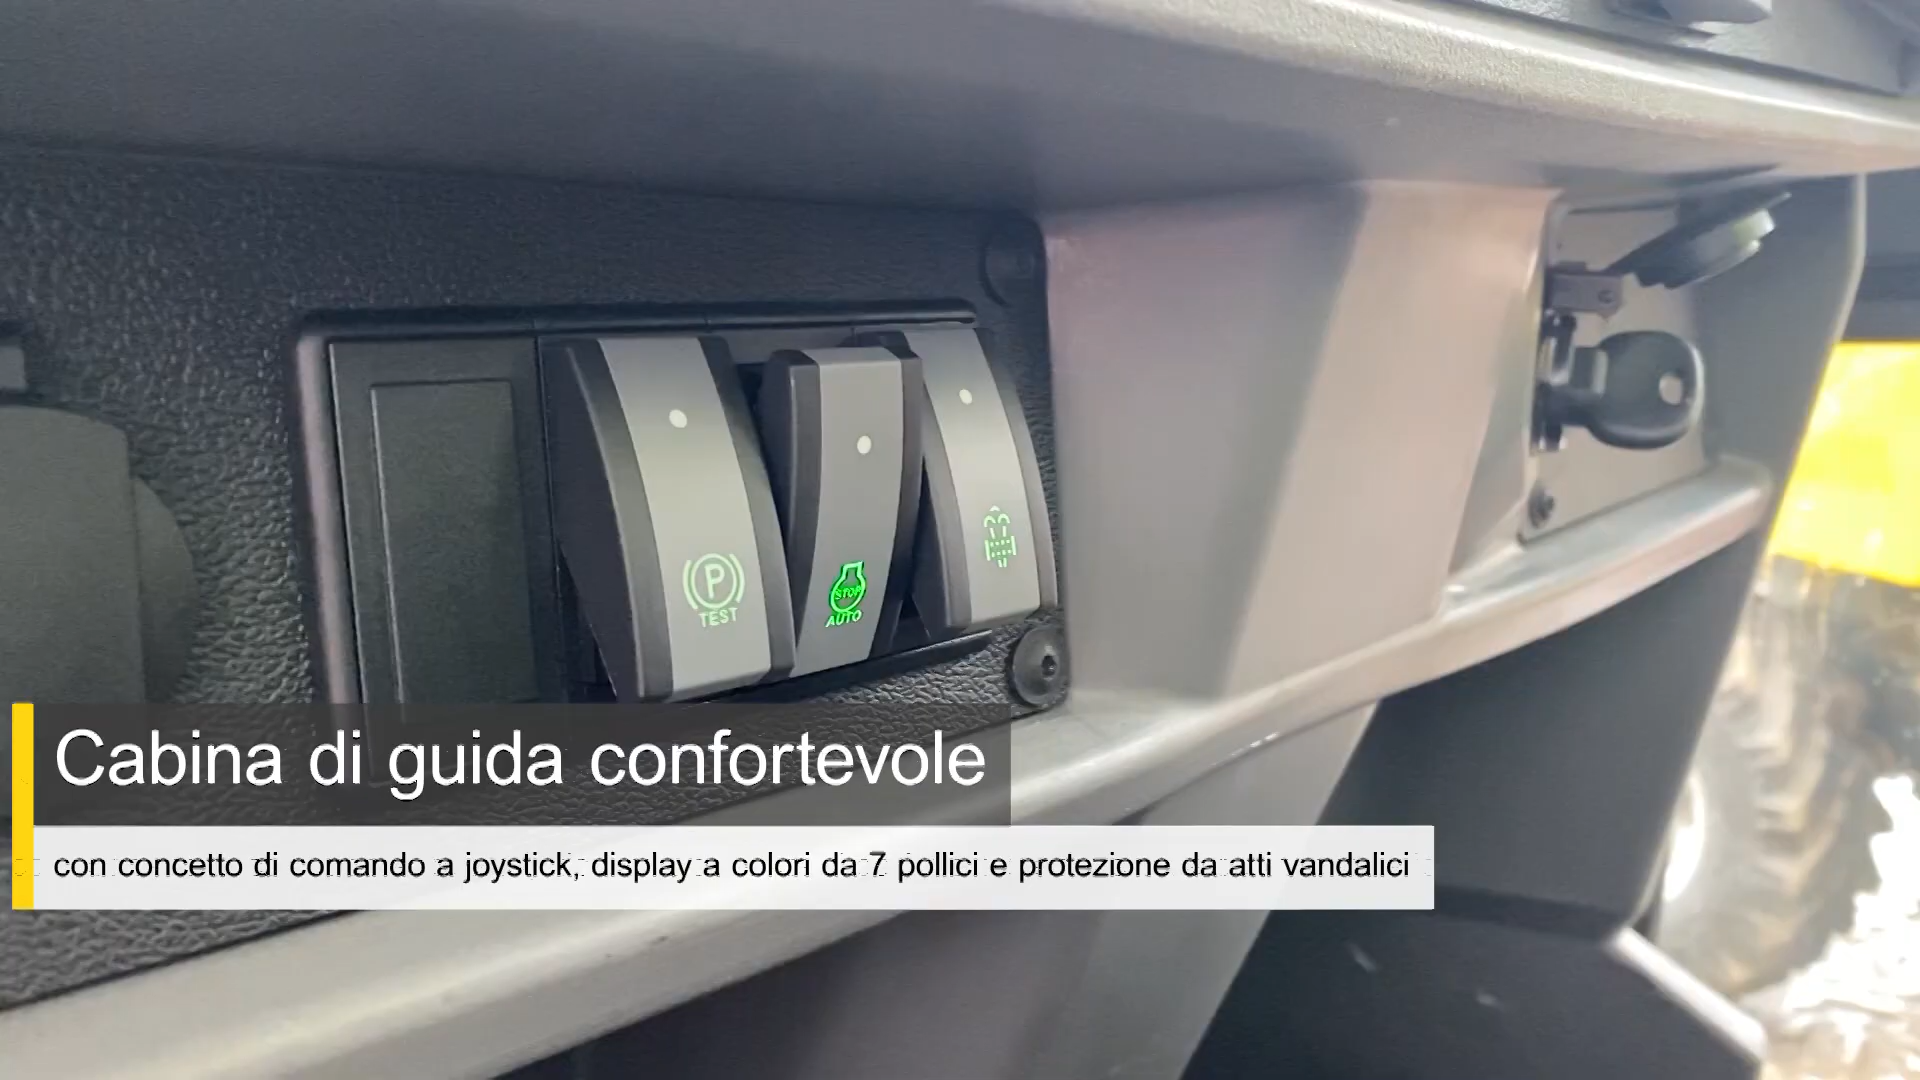 P
TEST
STOP
AUTO
Cabina di guida confortevole
con concetto di comando a joystick, display a colori da 7 pollici e protezione da atti vandalici